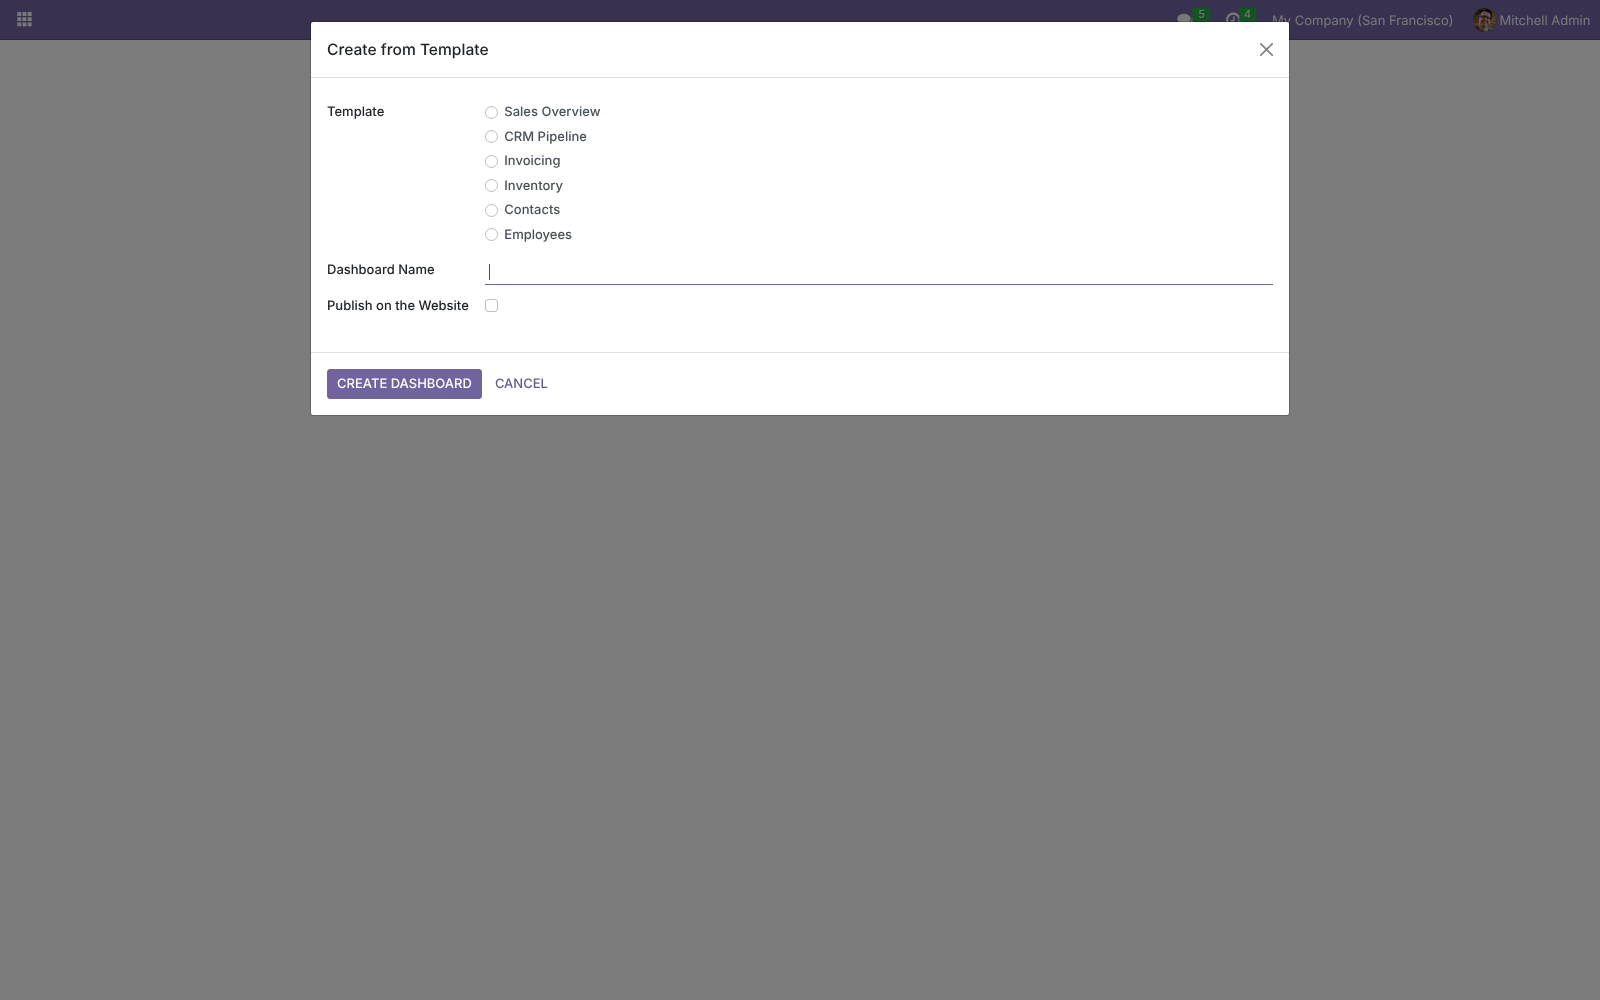 5
4
My Company (San Francisco)
Mitchell Admin
Create from Template
Template
Sales Overview
CRM Pipeline
Invoicing
Inventory
Contacts
Employees
Dashboard Name
Publish on the Website
CREATE DASHBOARD
CANCEL